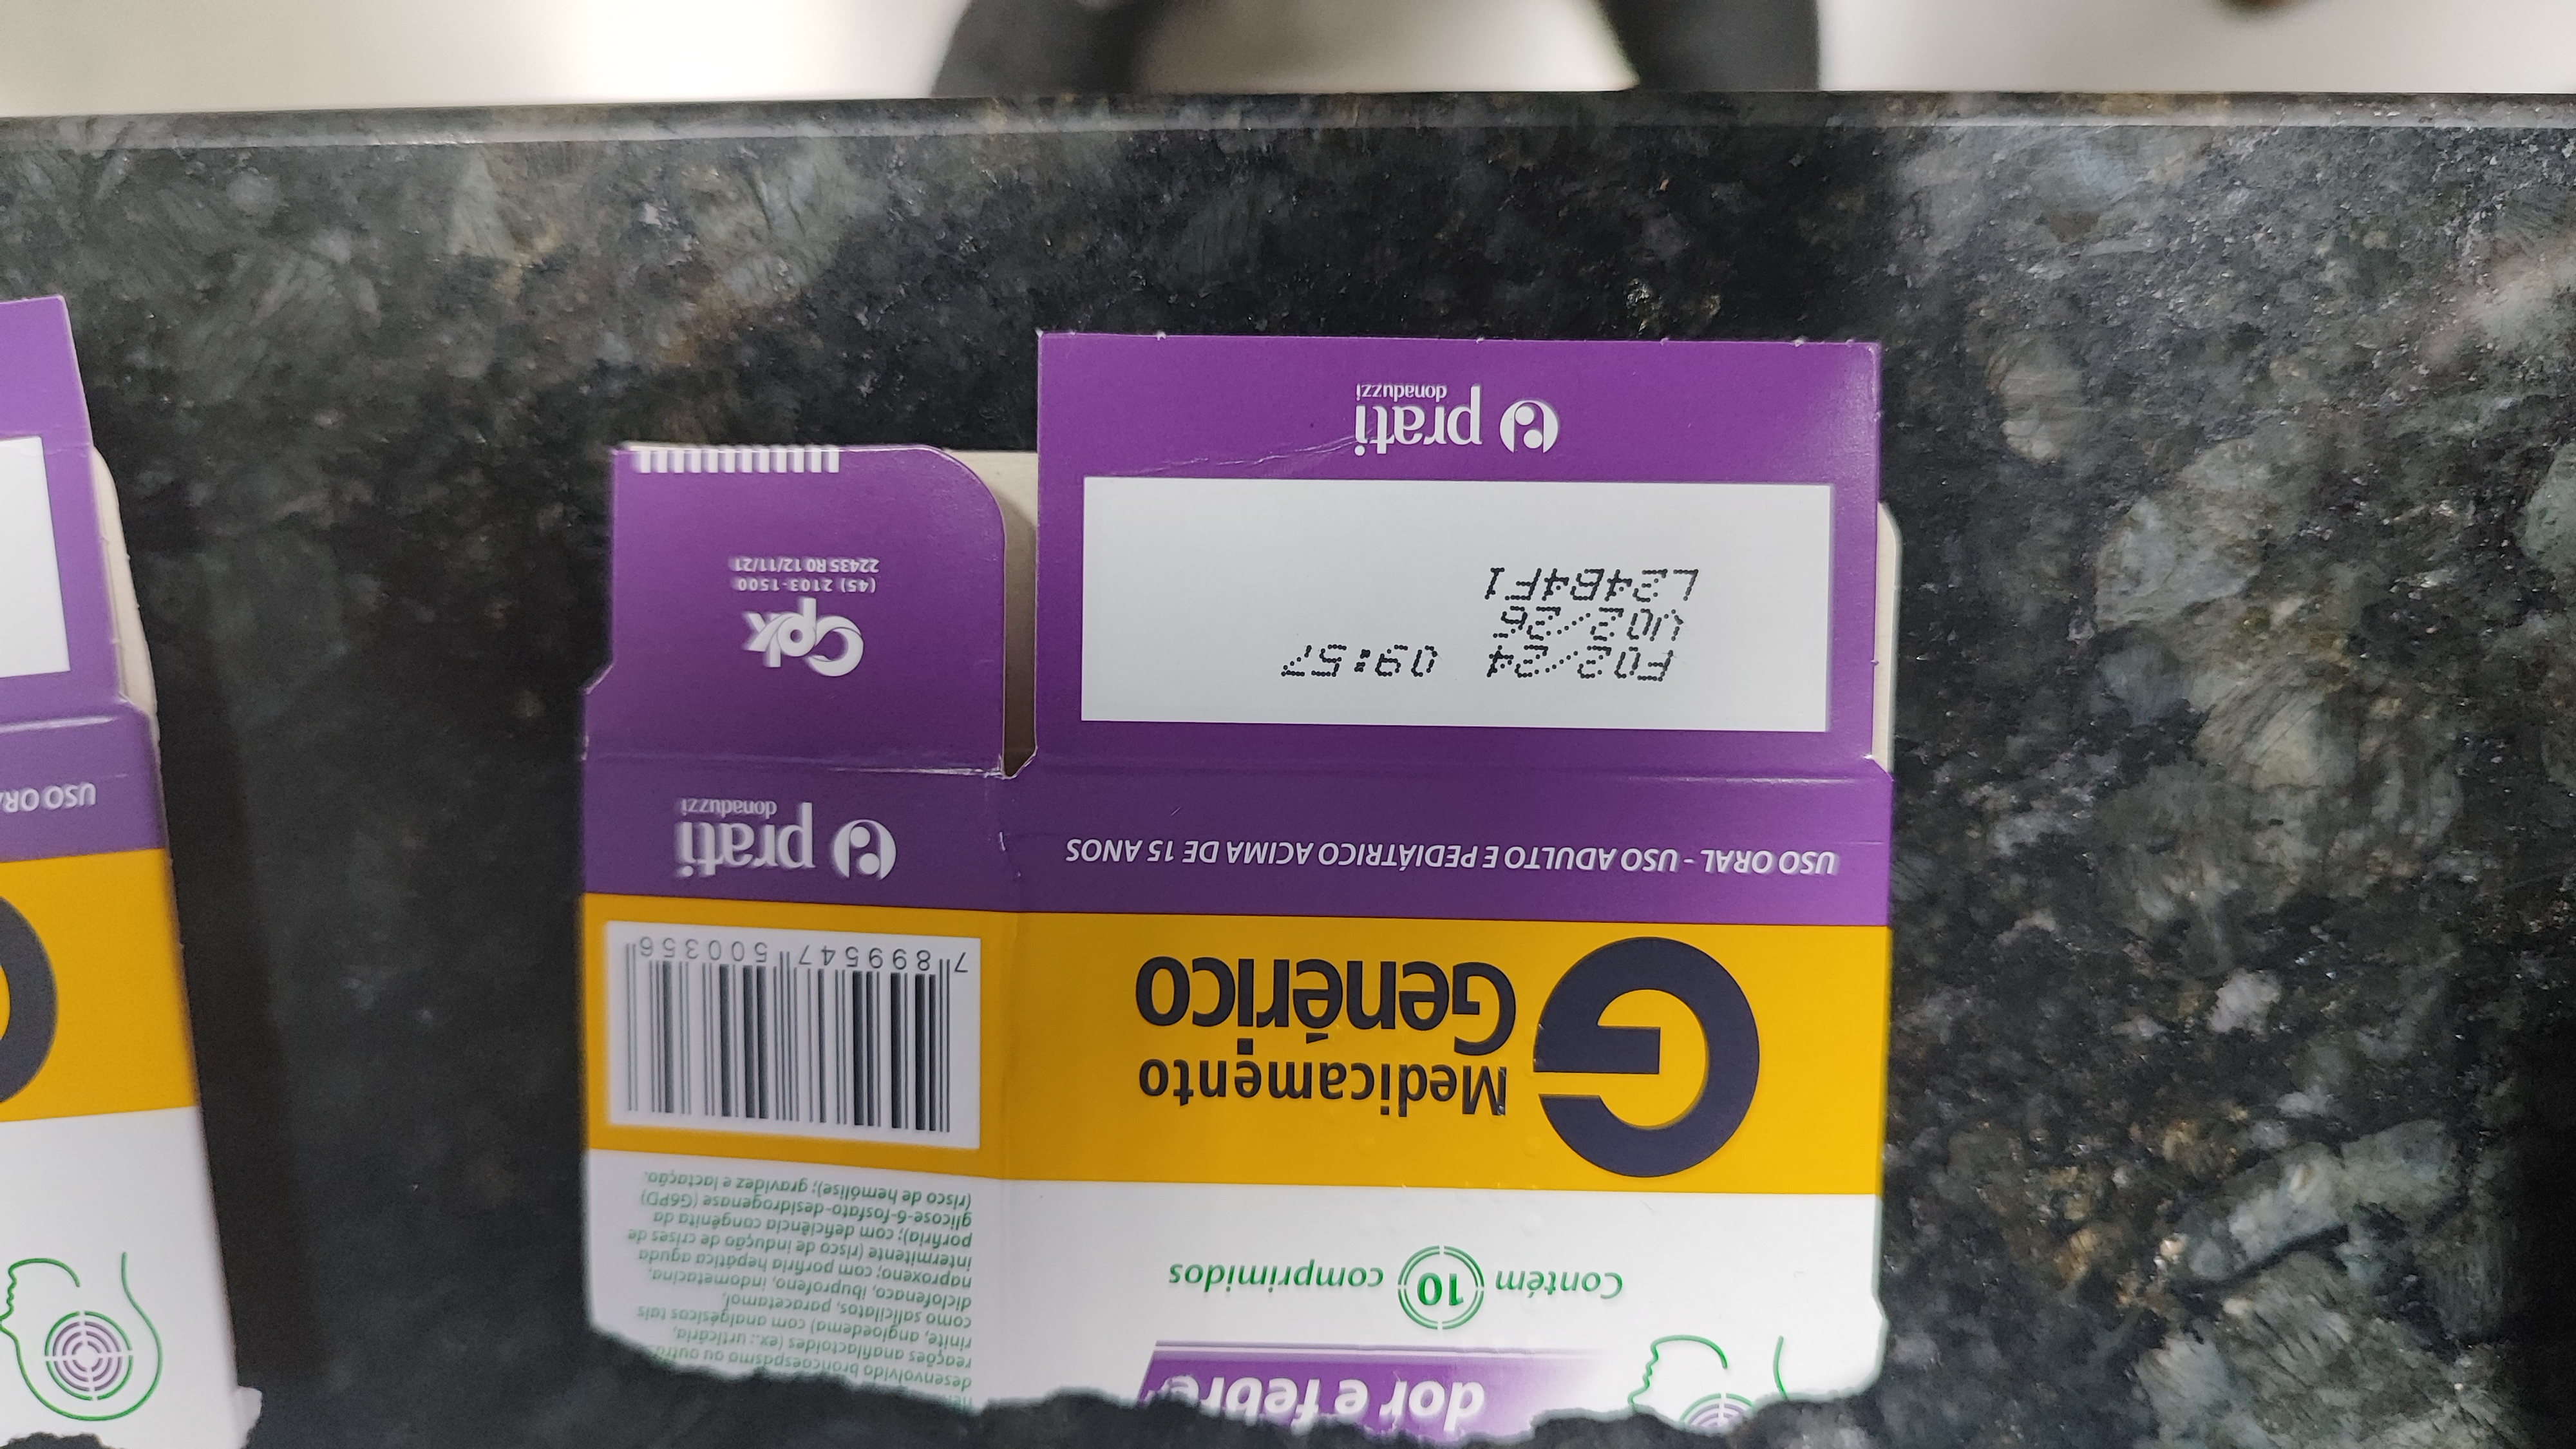 dor e febre
Contém 10 comprimidos
G Medicamento
Genérico
USO ORAL - USO ADULTO E PEDIÁTRICO ACIMA DE 15 ANOS
F02/24 09:57
V02/26
L24B4F1
prati
donaduzzi
desenvolvido broncoespasmo ou outras
reações anafilactoides (ex.: urticária,
rinite, angioedema) com analgésicos tais
como salicilatos, paracetamol,
diclofenaco, ibuprofeno, indometacina,
naproxeno; com porfiria hepática aguda
intermitente (risco de indução de crises de
porfiria); com deficiência congênita da
glicose-6-fosfato-desidrogenase (G6PD)
(risco de hemólise); gravidez e lactação.
7 899547 500356
prati
donaduzzi
Cpk
(45) 2103-1500
22435 R0 12/11/21
USO OR